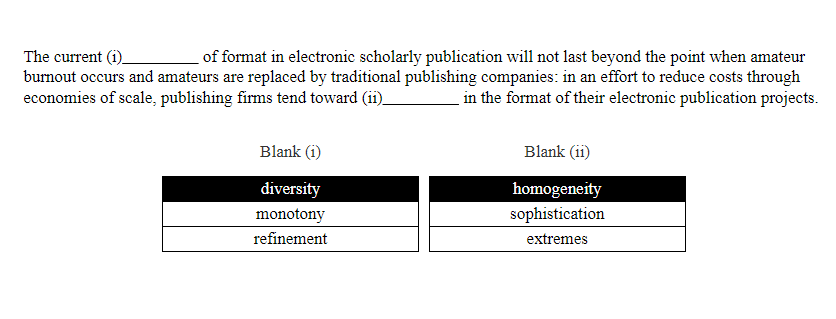 The current (i)__________ of format in electronic scholarly publication will not last beyond the point when amateur
burnout occurs and amateurs are replaced by traditional publishing companies: in an effort to reduce costs through
economies of scale, publishing firms tend toward (ii)__________ in the format of their electronic publication projects.
Blank (i) Blank (ii)
diversity homogeneity
monotony sophistication
refinement extremes